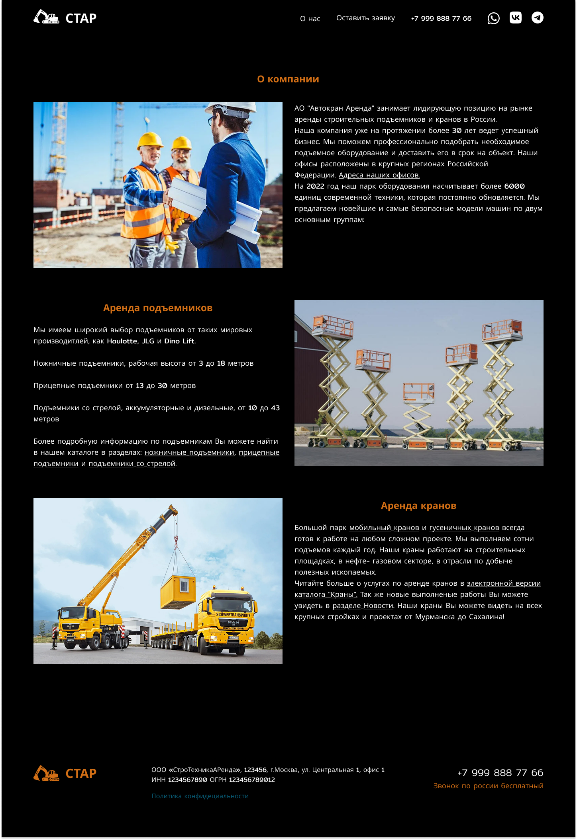 СТАР
О нас
Оставить заявку
+7 999 888 77 66
О компании
АО "Автокран Аренда" занимает лидирующую позицию на рынке
аренды строительных подъемников и кранов в России.
Наша компания уже на протяжении более 30 лет ведет успешный
бизнес. Мы поможем профессионально подобрать необходимое
подъемное оборудование и доставить его в срок на объект. Наши
офисы расположены в крупных регионах Российской
Федерации. Адреса наших офисов.
На 2022 год наш парк оборудования насчитывает более 6000
единиц современной техники, которая постоянно обновляется. Мы
предлагаем новейшие и самые безопасные модели машин по двум
основным группам:
Аренда подъемников
Мы имеем широкий выбор подъемников от таких мировых
производителей, как Haulotte, JLG и Dino Lift.
Ножничные подъемники, рабочая высота от 3 до 18 метров
Прицепные подъемники от 13 до 30 метров
Подъемники со стрелой, аккумуляторные и дизельные, от 10 до 43
метров
Более подробную информацию по подъемникам Вы можете найти
в нашем каталоге в разделах: ножничные подъемники, прицепные
подъемники и подъемники со стрелой.
Аренда кранов
Большой парк мобильный кранов и гусеничных кранов всегда
готов к работе на любом сложном проекте. Мы выполняем сотни
подъемов каждый год. Наши краны работают на строительных
площадках, в нефте- газовом секторе, в отрасли по добыче
полезных ископаемых.
Читайте больше о услугах по аренде кранов в электронной версии
каталога "Краны". Так же новые выполненые работы Вы можете
увидеть в разделе Новости. Наши краны Вы можете видеть на всех
крупных стройках и проектах от Мурманска до Сахалина!
СТАР
ООО «СтроТехникаАРенда», 123456, г.Москва, ул. Центральная 1, офис 1
ИНН 1234567890 ОГРН 123456789012
Политика конфидециальности
+7 999 888 77 66
Звонок по россии бесплатный